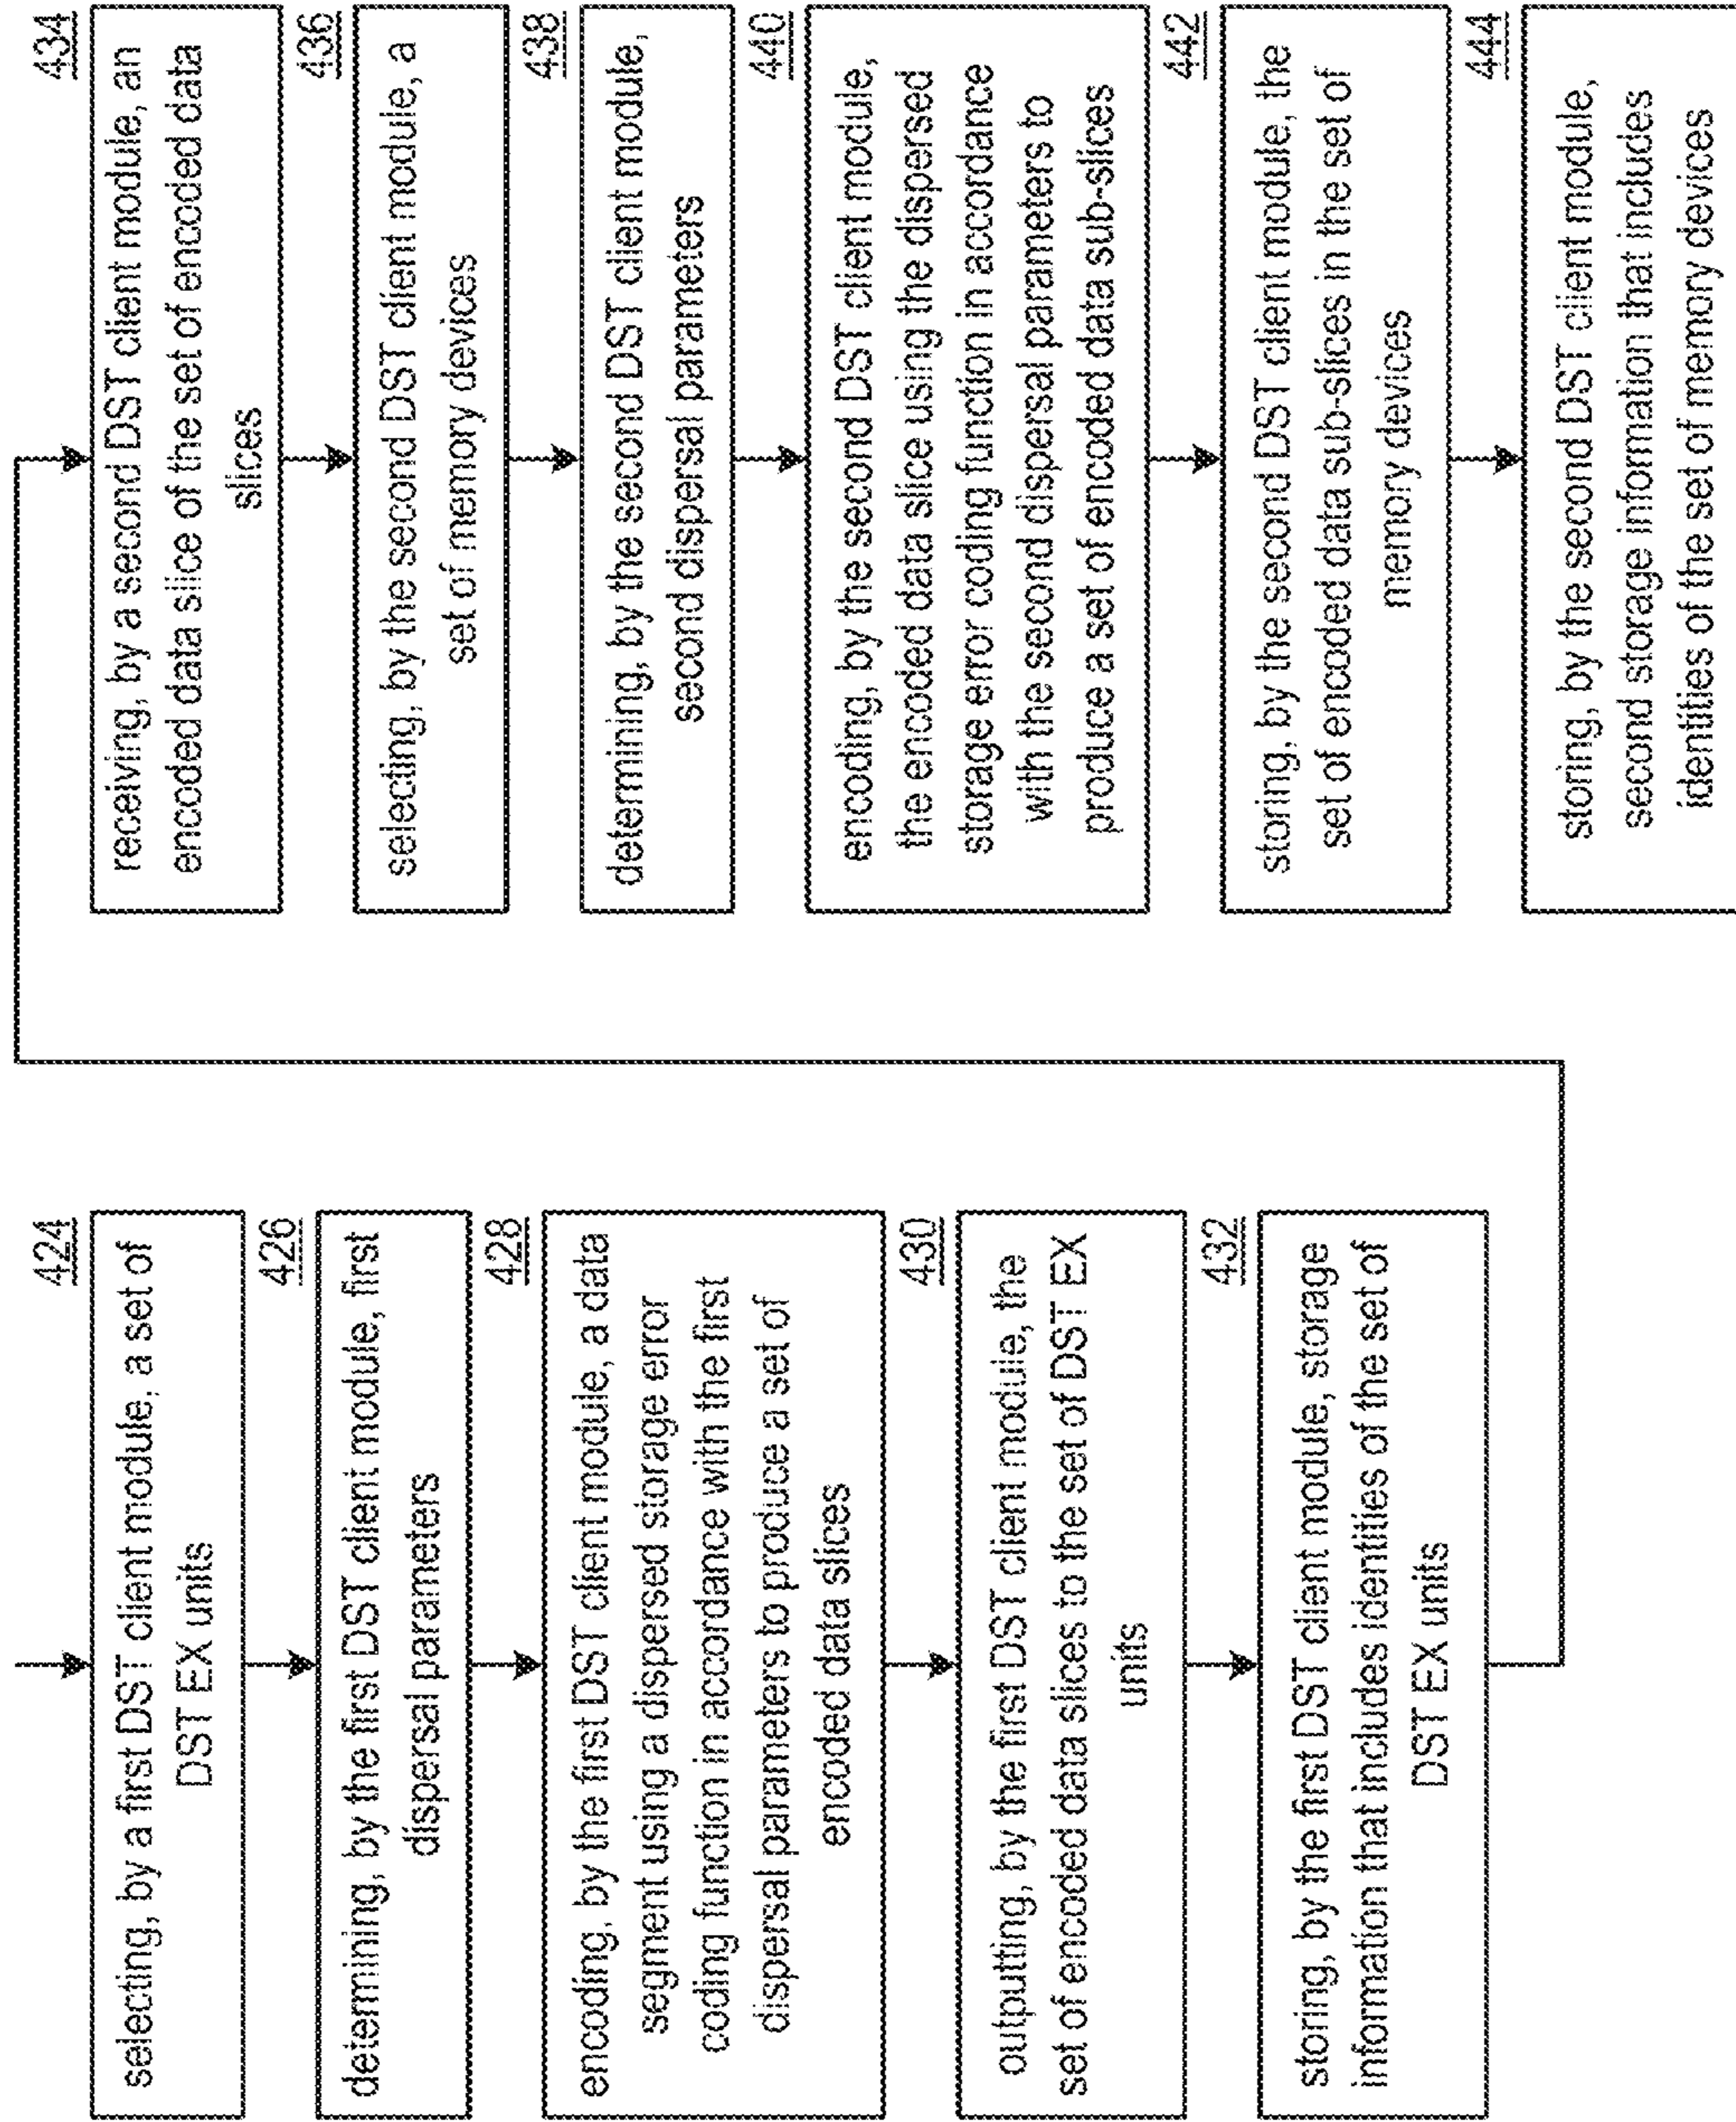 424
selecting, by a first DST client module, a set of
DST EX units
426
determining, by the first DST client module, first
dispersal parameters
428
encoding, by the first DST client module, a data
segment using a dispersed storage error
coding function in accordance with the first
dispersal parameters to produce a set of
encoded data slices
430
outputting, by the first DST client module, the
set of encoded data slices to the set of DST EX
units
432
storing, by the first DST client module, storage
information that includes identities of the set of
DST EX units
434
receiving, by a second DST client module, an
encoded data slice of the set of encoded data
slices
436
selecting, by the second DST client module, a
set of memory devices
438
determining, by the second DST client module,
second dispersal parameters
440
encoding, by the second DST client module,
the encoded data slice using the dispersed
storage error coding function in accordance
with the second dispersal parameters to
produce a set of encoded data sub-slices
442
storing, by the second DST client module, the
set of encoded data sub-slices in the set of
memory devices
444
storing, by the second DST client module,
second storage information that includes
identities of the set of memory devices